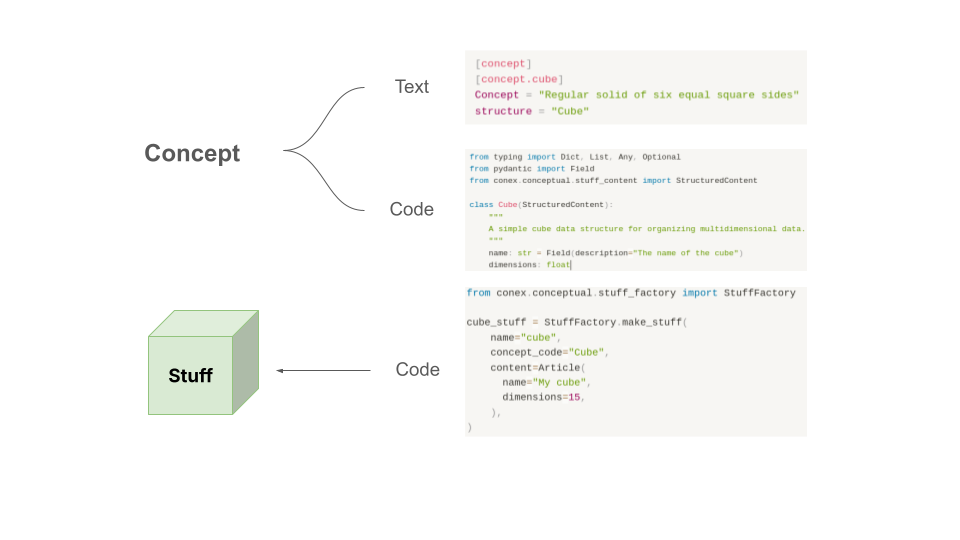 Concept
Text
[concept]
[concept.cube]
Concept = "Regular solid of six equal square sides"
structure = "Cube"
Code
from typing import Dict, List, Any, Optional
from pydantic import Field
from conex.conceptual.stuff_content import StructuredContent
class Cube(StructuredContent):
"""
A simple cube data structure for organizing multidimensional data.
"""
name: str = Field(description="The name of the cube")
dimensions: float
Stuff
Code
from conex.conceptual.stuff_factory import StuffFactory
cube_stuff = StuffFactory.make_stuff(
name="cube",
concept_code="Cube",
content=Article(
name="My cube",
dimensions=15,
),
)